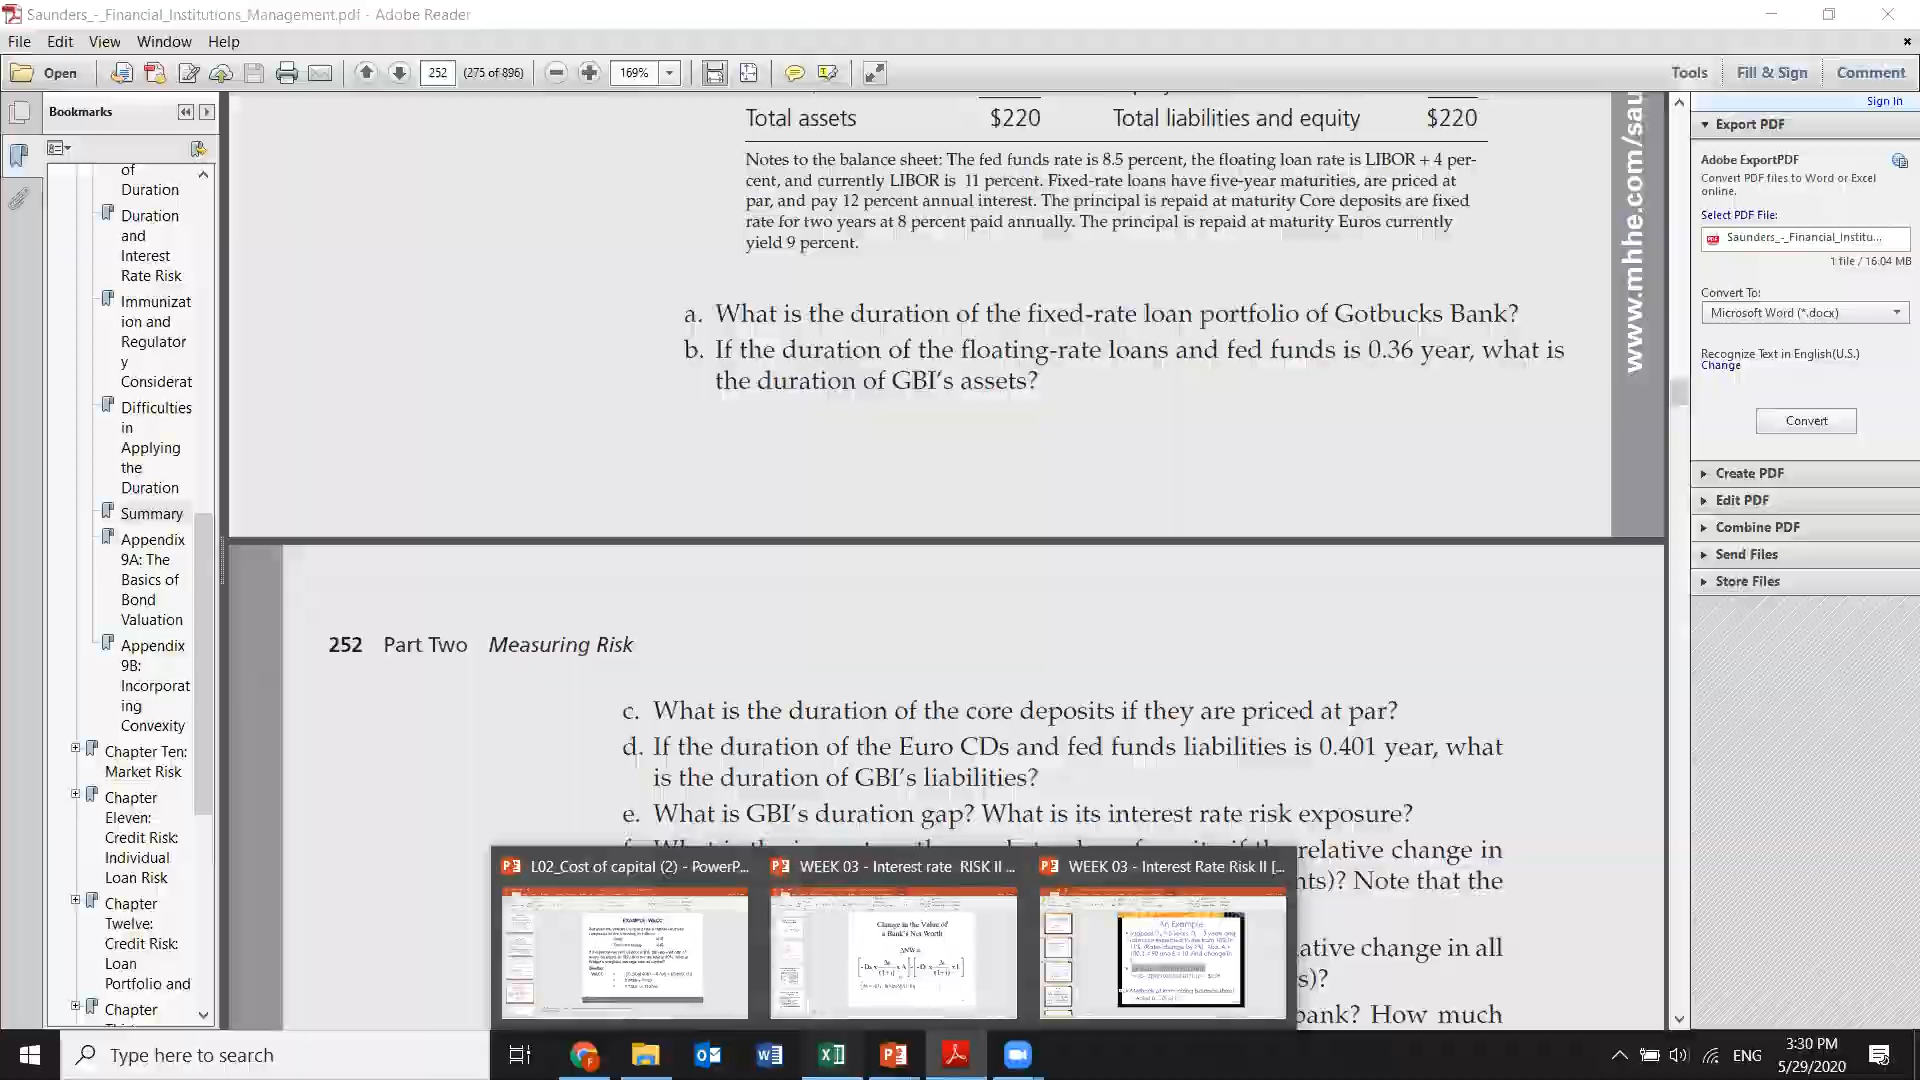 Saunders_-_Financial_Institutions_Management.pdf - Adobe Reader
File Edit View Window Help
Open 252 (275 of 896) 169% Tools Fill & Sign Comment
Bookmarks
of
Duration
Duration
and
Interest
Rate Risk
Immunizat
ion and
Regulator
y
Considerat
Difficulties
in
Applying
the
Duration
Summary
Appendix
9A: The
Basics of
Bond
Valuation
Appendix
9B:
Incorporat
ing
Convexity
Chapter Ten:
Market Risk
Chapter
Eleven:
Credit Risk:
Individual
Loan Risk
Chapter
Twelve:
Credit Risk:
Loan
Portfolio and
Chapter
Total assets $220 Total liabilities and equity $220
Notes to the balance sheet: The fed funds rate is 8.5 percent, the floating loan rate is LIBOR + 4 per-
cent, and currently LIBOR is 11 percent. Fixed-rate loans have five-year maturities, are priced at
par, and pay 12 percent annual interest. The principal is repaid at maturity Core deposits are fixed
rate for two years at 8 percent paid annually. The principal is repaid at maturity Euros currently
yield 9 percent.
a. What is the duration of the fixed-rate loan portfolio of Gotbucks Bank?
b. If the duration of the floating-rate loans and fed funds is 0.36 year, what is
the duration of GBI's assets?
www.mhhe.com/sau
252 Part Two Measuring Risk
c. What is the duration of the core deposits if they are priced at par?
d. If the duration of the Euro CDs and fed funds liabilities is 0.401 year, what
is the duration of GBI's liabilities?
e. What is GBI's duration gap? What is its interest rate risk exposure?
relative change in
nts)? Note that the
lative change in all
s)?
bank? How much
L02_Cost of capital (2) - PowerP...
WEEK 03 - Interest rate RISK II ...
Change in the Value of
a Bank's Net Worth
WEEK 03 - Interest Rate Risk II [...
An Example
Sign In
Export PDF
Adobe ExportPDF
Convert PDF files to Word or Excel
online.
Select PDF File:
Saunders_-_Financial_Institu...
1 file / 16.04 MB
Convert To:
Microsoft Word (*.docx)
Recognize Text in English(U.S.)
Change
Convert
Create PDF
Edit PDF
Combine PDF
Send Files
Store Files
Type here to search
ENG
3:30 PM
5/29/2020